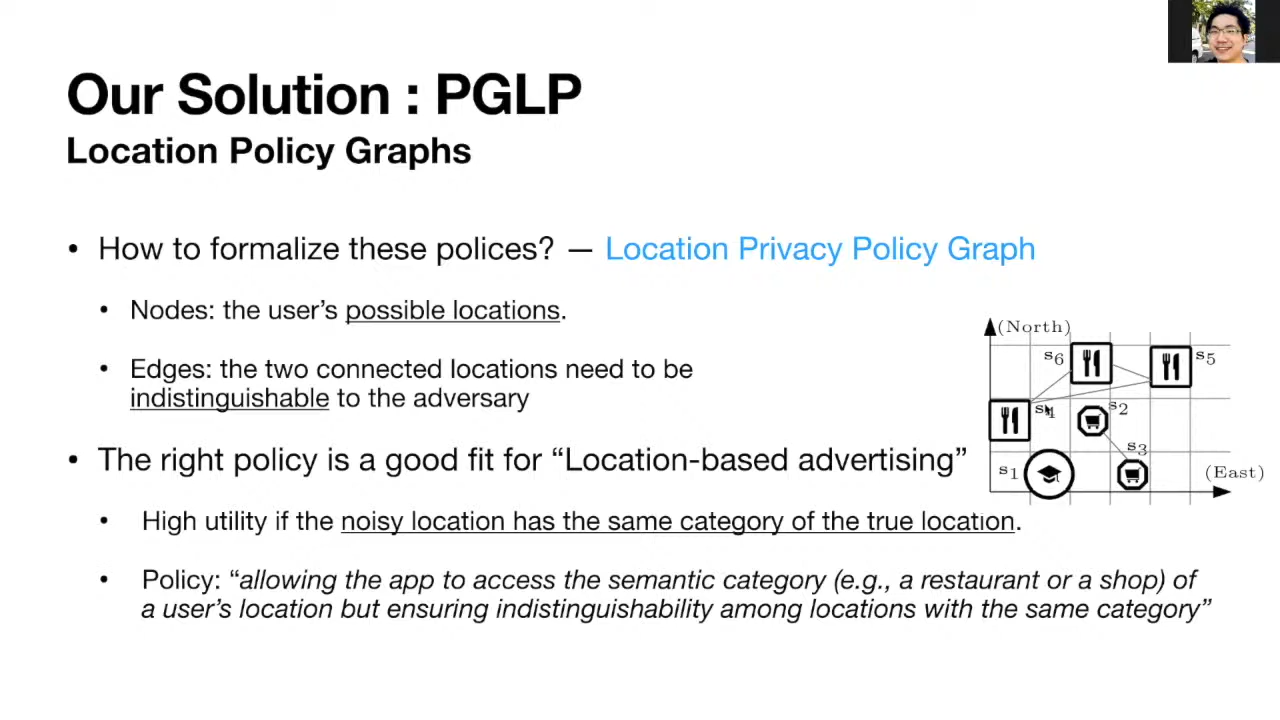 Our Solution : PGLP
Location Policy Graphs
• How to formalize these polices? — Location Privacy Policy Graph
• Nodes: the user's possible locations.
• Edges: the two connected locations need to be
indistinguishable to the adversary
• The right policy is a good fit for “Location-based advertising”
• High utility if the noisy location has the same category of the true location.
• Policy: “allowing the app to access the semantic category (e.g., a restaurant or a shop) of
a user's location but ensuring indistinguishability among locations with the same category”
(North)
s6
s5
s4
s2
s3
s1
(East)